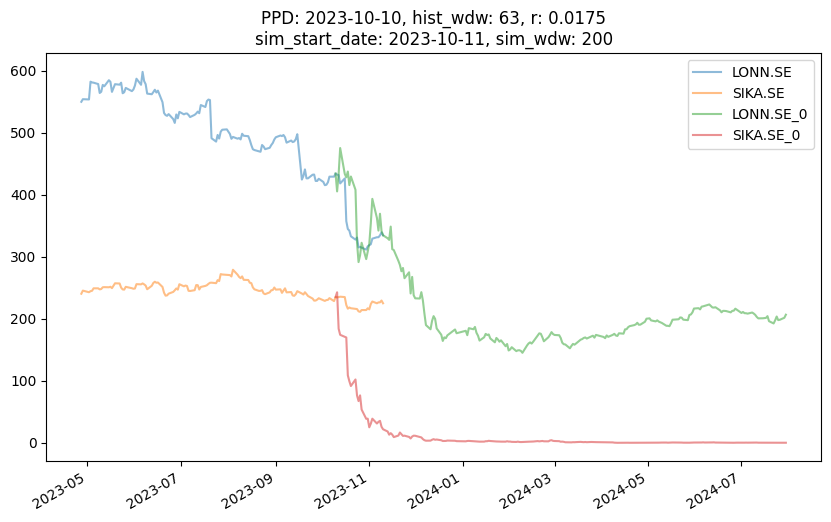 PPD: 2023-10-10, hist_wdw: 63, r: 0.0175
sim_start_date: 2023-10-11, sim_wdw: 200
600
500
400
300
200
100
0
LONN.SE
SIKA.SE
LONN.SE_0
SIKA.SE_0
2023-05
2023-07
2023-09
2023-11
2024-01
2024-03
2024-05
2024-07